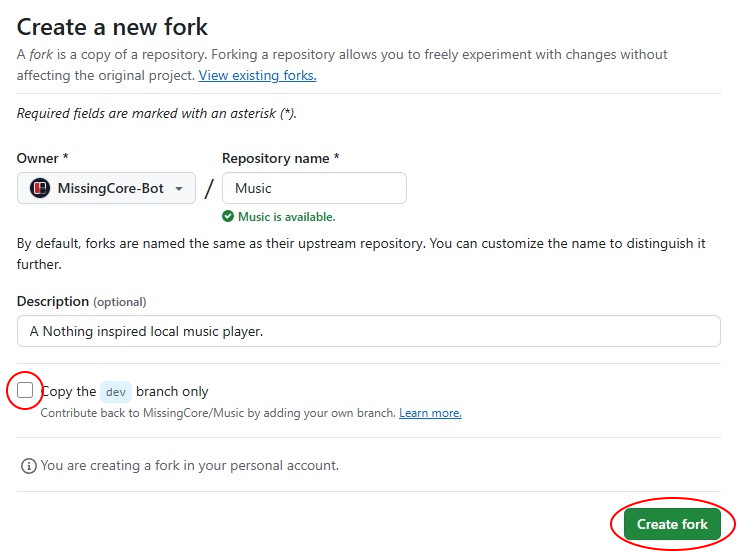 Create a new fork
A fork is a copy of a repository. Forking a repository allows you to freely experiment with changes without
affecting the original project. View existing forks.
Required fields are marked with an asterisk (*).
Owner *
Repository name *
MissingCore-Bot
/
Music
Music is available.
By default, forks are named the same as their upstream repository. You can customize the name to distinguish it
further.
Description (optional)
A Nothing inspired local music player.
Copy the dev branch only
Contribute back to MissingCore/Music by adding your own branch. Learn more.
You are creating a fork in your personal account.
Create fork